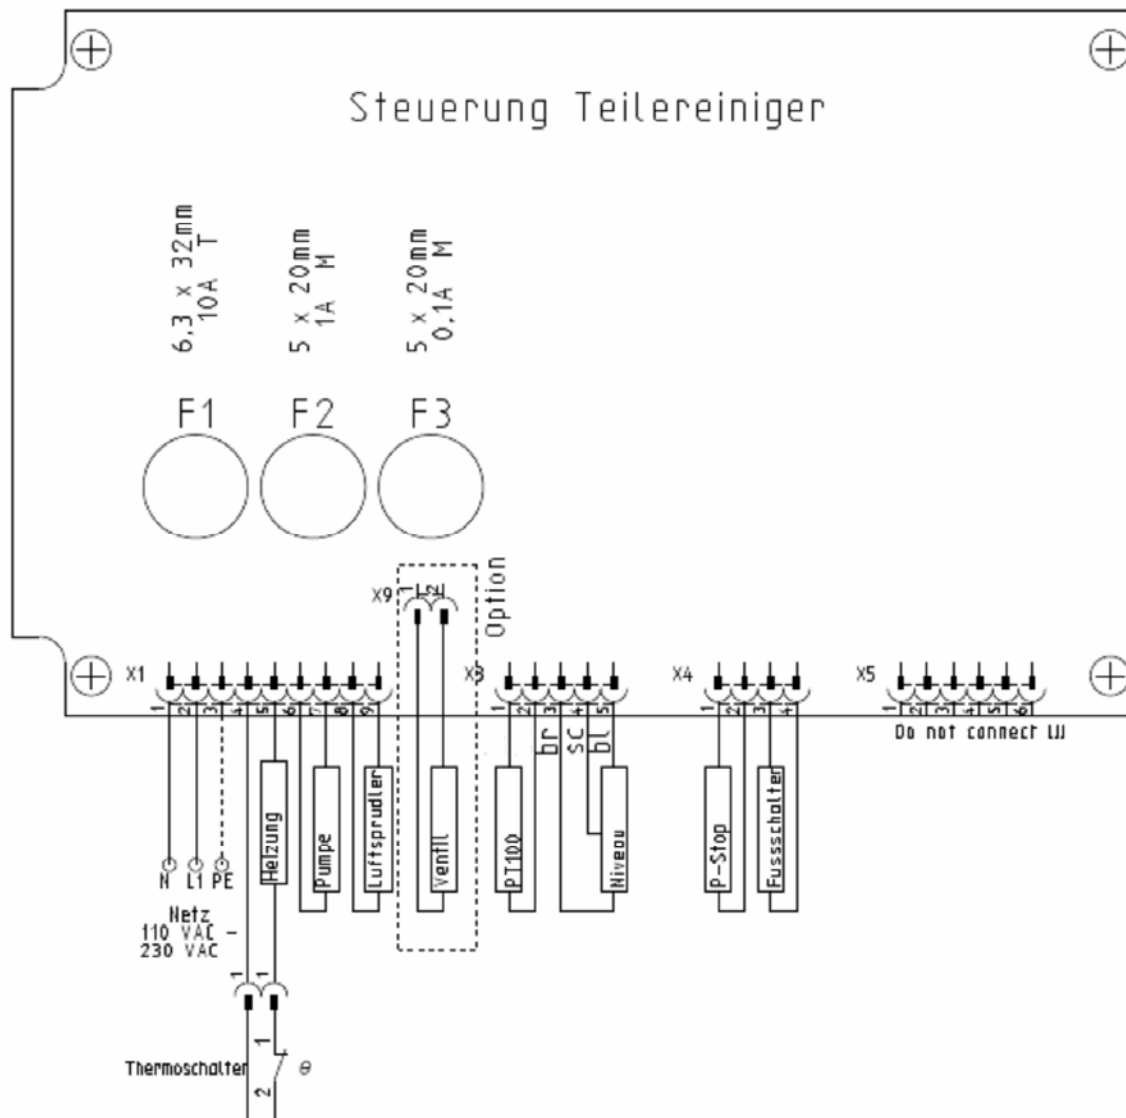 Steuerung Teilereiniger
6.3 x 32mm
10A T
5 x 20mm
1A M
5 x 20mm
0.1A M
F1
F2
F3
X9
1
2
Option
X1
1
2
3
4
5
6
7
8
9
X3
1
2
3
4
5
X4
1
2
3
4
X5
1
2
3
4
5
6
Do not connect !!!
br
sc
bl
Heizung
Pumpe
Luftsprudler
Ventil
PT100
Niveau
P-Stop
Fussschalter
N L1 PE
Netz
110 VAC -
230 VAC
1
1
1
Thermoschalter
θ
2